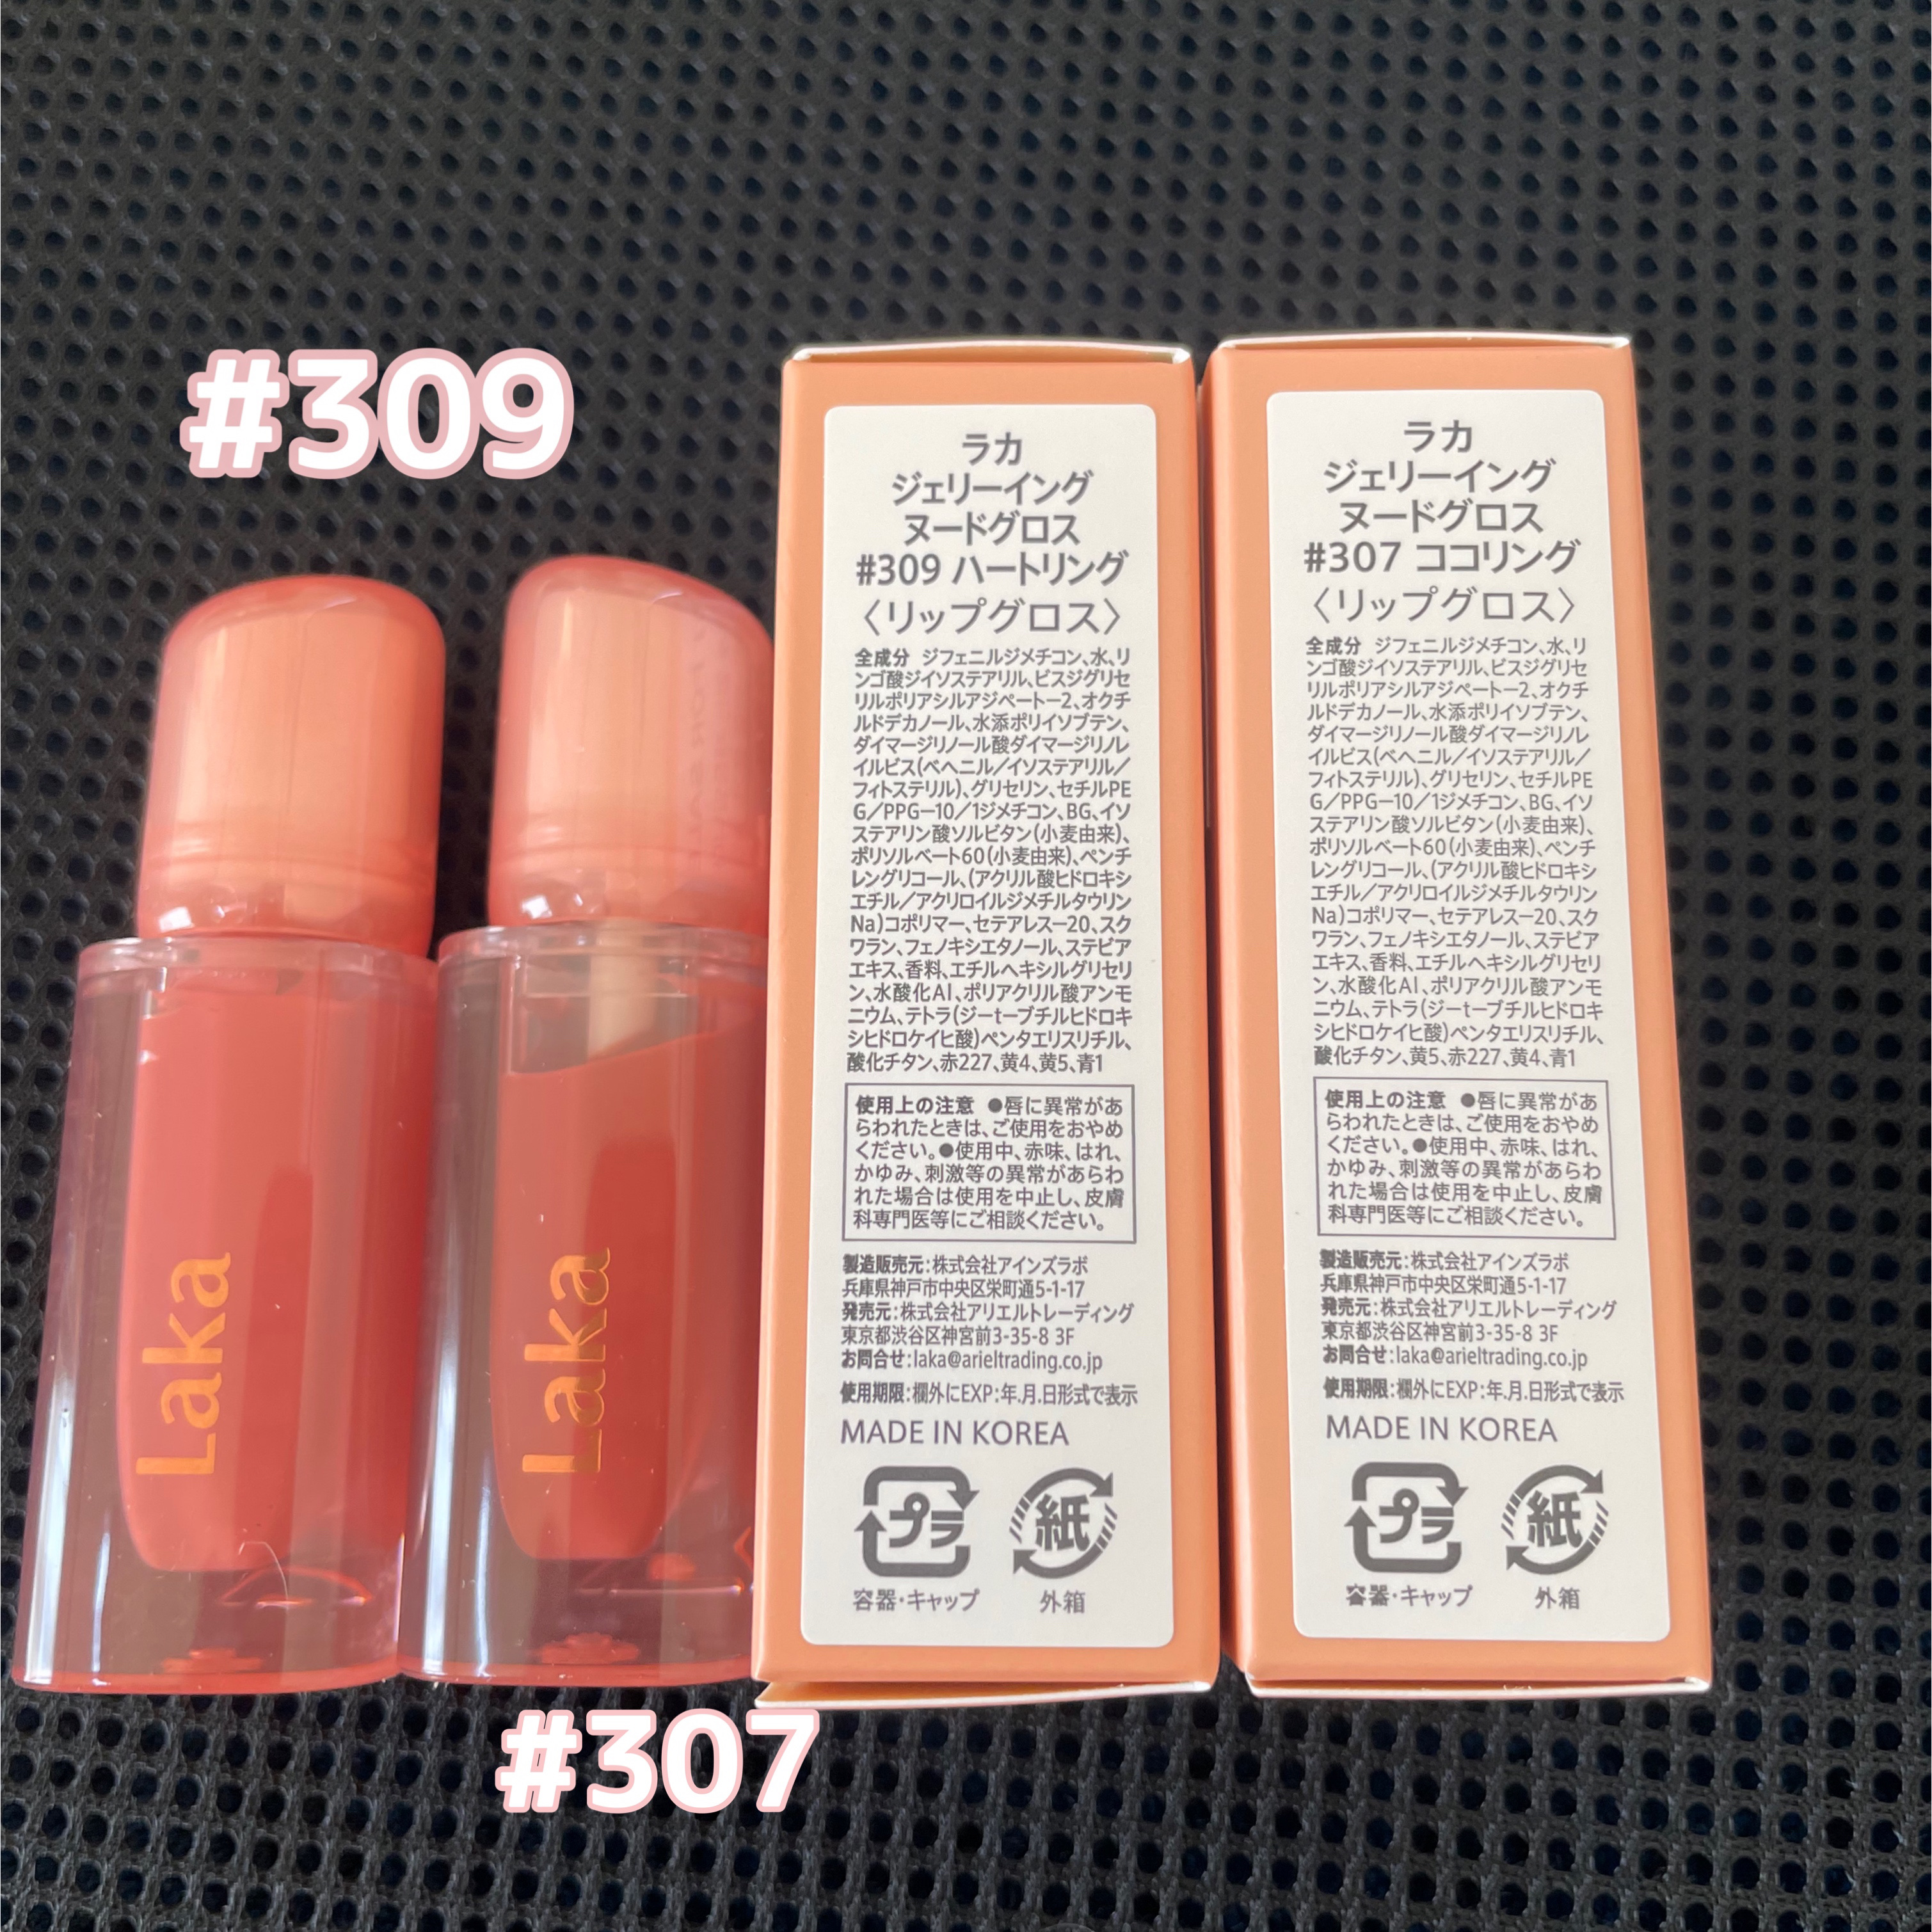 #309
Laka
Laka
#307
ラカ
ジェリーイング
ヌードグロス
#309 ハートリング
〈リップグロス〉
全成分 ジフェニルジメチコン、水、リ
ンゴ酸ジイソステアリル、ビスジグリセ
リルポリアシルアジペート−2、オクチ
ルドデカノール、水添ポリイソブテン、
ダイマージリノール酸ダイマージリノレ
イルビス(ベヘニル／イソステアリル／
フィトステリル)、グリセリン、セチルPE
G／PPG−10／1ジメチコン、BG、イソ
ステアリン酸ソルビタン(小麦由来)、
ポリソルベート60(小麦由来)、ペンチ
レングリコール、(アクリル酸ヒドロキシ
エチル／アクリロイルジメチルタウリン
Na)コポリマー、セテアレス−20、スク
ワラン、フェノキシエタノール、ステビア
エキス、香料、エチルヘキシルグリセリ
ン、水酸化Al、ポリアクリル酸アンモ
ニウム、テトラ(ジ−t−ブチルヒドロキ
シヒドロケイヒ酸)ペンタエリスリチル、
酸化チタン、赤227、黄4、黄5、青1
使用上の注意 ●唇に異常があ
らわれたときは、ご使用をおやめ
ください。●使用中、赤味、はれ、
かゆみ、刺激等の異常があらわ
れた場合は使用を中止し、皮膚
科専門医等にご相談ください。
製造販売元：株式会社アインズラボ
兵庫県神戸市中央区栄町通5-1-17
発売元：株式会社アリエルトレーディング
東京都渋谷区神宮前3-35-8 3F
お問合せ：laka@arieltrading.co.jp
使用期限：欄外にEXP：年.月.日形式で表示
MADE IN KOREA
プラ
紙
容器・キャップ
外箱
ラカ
ジェリーイング
ヌードグロス
#307 ココリング
〈リップグロス〉
全成分 ジフェニルジメチコン、水、リ
ンゴ酸ジイソステアリル、ビスジグリセ
リルポリアシルアジペート−2、オクチ
ルドデカノール、水添ポリイソブテン、
ダイマージリノール酸ダイマージリノレ
イルビス(ベヘニル／イソステアリル／
フィトステリル)、グリセリン、セチルPE
G／PPG−10／1ジメチコン、BG、イソ
ステアリン酸ソルビタン(小麦由来)、
ポリソルベート60(小麦由来)、ペンチ
レングリコール、(アクリル酸ヒドロキシ
エチル／アクリロイルジメチルタウリン
Na)コポリマー、セテアレス−20、スク
ワラン、フェノキシエタノール、ステビア
エキス、香料、エチルヘキシルグリセリ
ン、水酸化Al、ポリアクリル酸アンモ
ニウム、テトラ(ジ−t−ブチルヒドロキ
シヒドロケイヒ酸)ペンタエリスリチル、
酸化チタン、黄5、赤227、黄4、青1
使用上の注意 ●唇に異常があ
らわれたときは、ご使用をおやめ
ください。●使用中、赤味、はれ、
かゆみ、刺激等の異常があらわ
れた場合は使用を中止し、皮膚
科専門医等にご相談ください。
製造販売元：株式会社アインズラボ
兵庫県神戸市中央区栄町通5-1-17
発売元：株式会社アリエルトレーディング
東京都渋谷区神宮前3-35-8 3F
お問合せ：laka@arieltrading.co.jp
使用期限：欄外にEXP：年.月.日形式で表示
MADE IN KOREA
プラ
紙
容器・キャップ
外箱